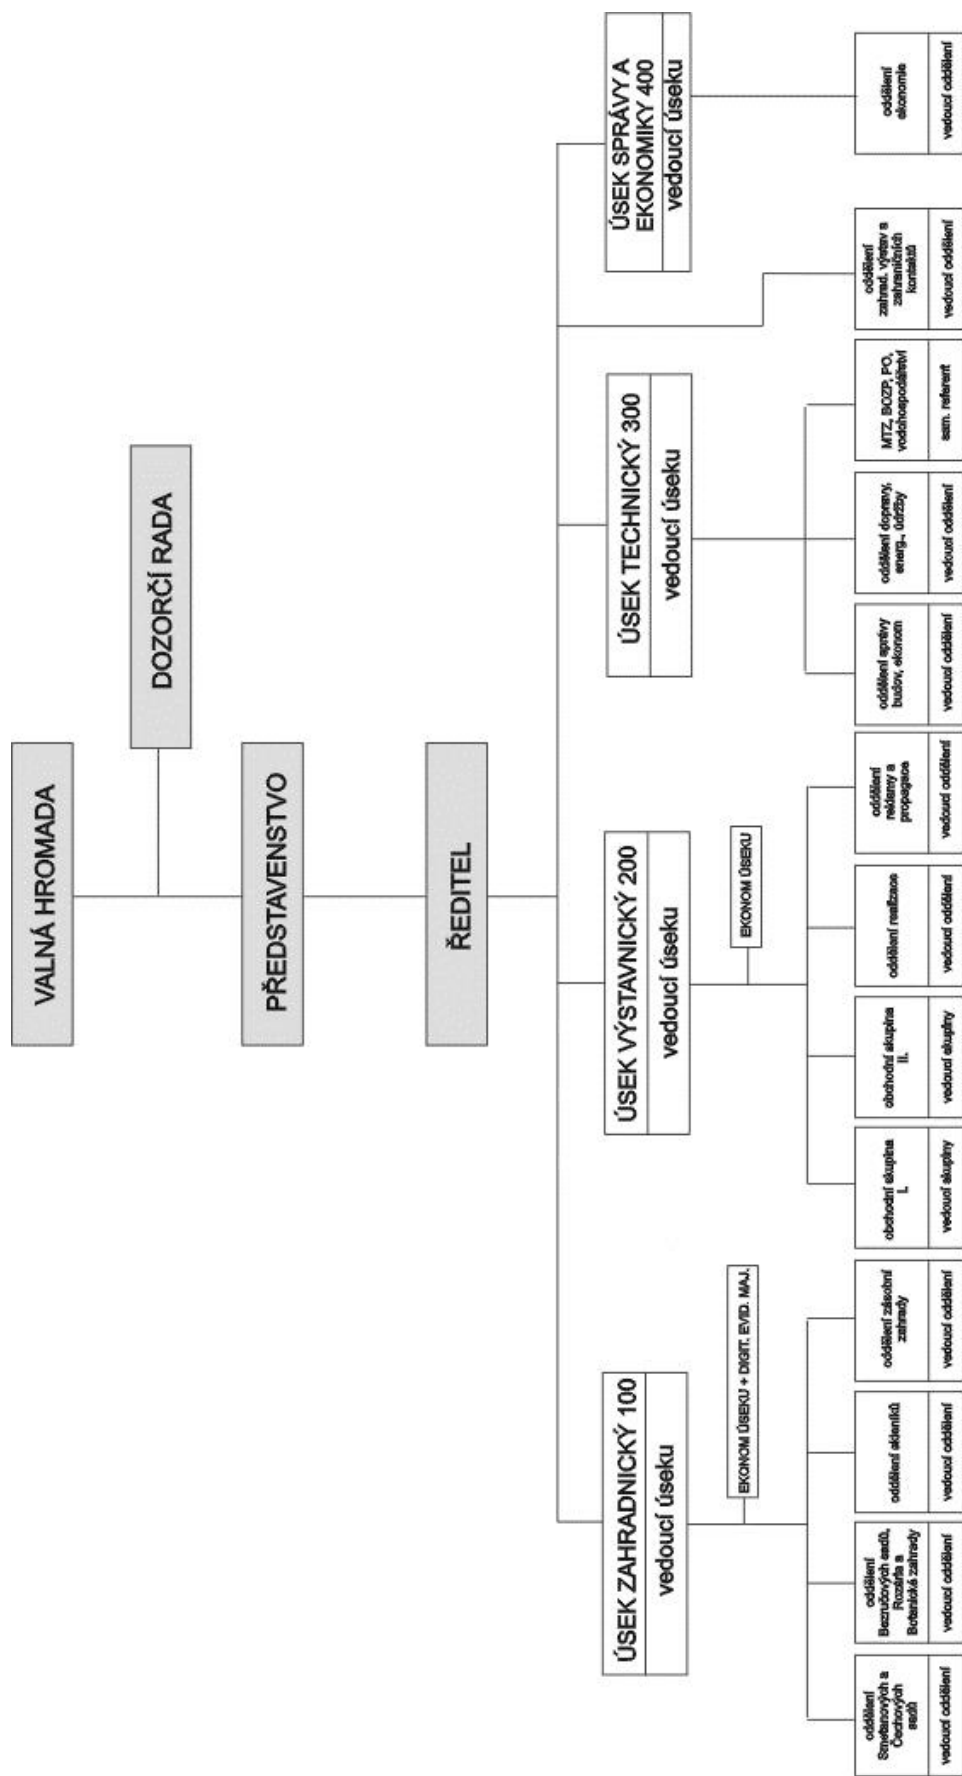 VALNÁ HROMADA
DOZORČÍ RADA
PŘEDSTAVENSTVO
ŘEDITEL
ÚSEK ZAHRADNICKÝ 100
vedoucí úseku
ÚSEK VÝSTAVNICKÝ 200
vedoucí úseku
ÚSEK TECHNICKÝ 300
vedoucí úseku
ÚSEK SPRÁVY A
EKONOMIKY 400
vedoucí úseku
EKONOM ÚSEKU + DIGIT. EVID. MAJ.
EKONOM ÚSEKU
oddělení
Smetanových a
Čechových
sadů
vedoucí oddělení
oddělení
Bezručových sadů,
Rozária a
Botanické zahrady
vedoucí oddělení
oddělení skleníků
vedoucí oddělení
oddělení zásobní
zahrady
vedoucí oddělení
obchodní skupina
I.
vedoucí skupiny
obchodní skupina
II.
vedoucí skupiny
oddělení realizace
vedoucí oddělení
oddělení
reklamy a
propagace
vedoucí oddělení
oddělení správy
budov, ekonom
vedoucí oddělení
oddělení dopravy,
energ., údržby
vedoucí oddělení
MTZ, BOZP, PO,
vodohospodářství
sam. referent
oddělení
zahrad. výstav a
zahraničních
kontaktů
vedoucí oddělení
oddělení
ekonomie
vedoucí oddělení